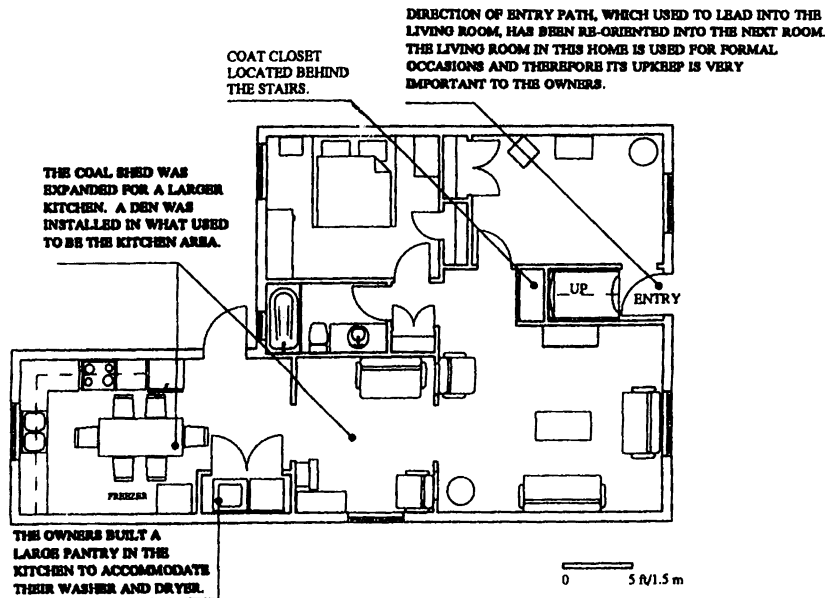 DIRECTION OF ENTRY PATH, WHICH USED TO LEAD INTO THE
LIVING ROOM, HAS BEEN RE-ORIENTED INTO THE NEXT ROOM.
THE LIVING ROOM IN THIS HOME IS USED FOR FORMAL
OCCASIONS AND THEREFORE ITS UPKEEP IS VERY
IMPORTANT TO THE OWNERS.
COAT CLOSET
LOCATED BEHIND
THE STAIRS.
THE COAL SHED WAS
EXPANDED FOR A LARGER
KITCHEN. A DEN WAS
INSTALLED IN WHAT USED
TO BE THE KITCHEN AREA.
UP
ENTRY
FREEZER
THE OWNERS BUILT A
LARGE PANTRY IN THE
KITCHEN TO ACCOMMODATE
THEIR WASHER AND DRYER.
0 5 ft/1.5 m